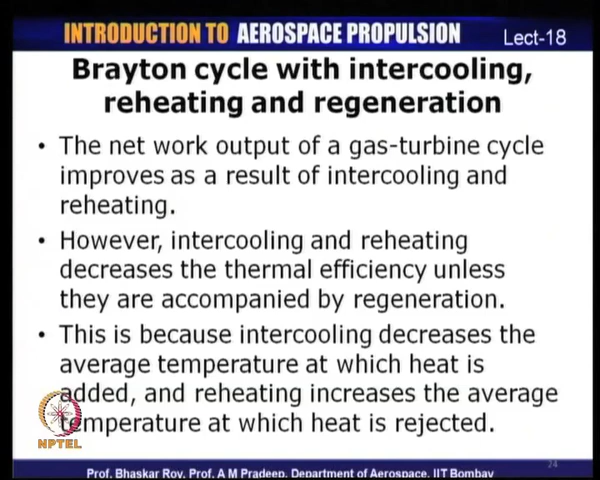 INTRODUCTION TO AEROSPACE PROPULSION
Lect-18
Brayton cycle with intercooling,
reheating and regeneration
• The net work output of a gas-turbine cycle
improves as a result of intercooling and
reheating.
• However, intercooling and reheating
decreases the thermal efficiency unless
they are accompanied by regeneration.
• This is because intercooling decreases the
average temperature at which heat is
added, and reheating increases the average
temperature at which heat is rejected.
NPTEL
24
Prof. Bhaskar Roy, Prof. A M Pradeep, Department of Aerospace, IIT Bombay